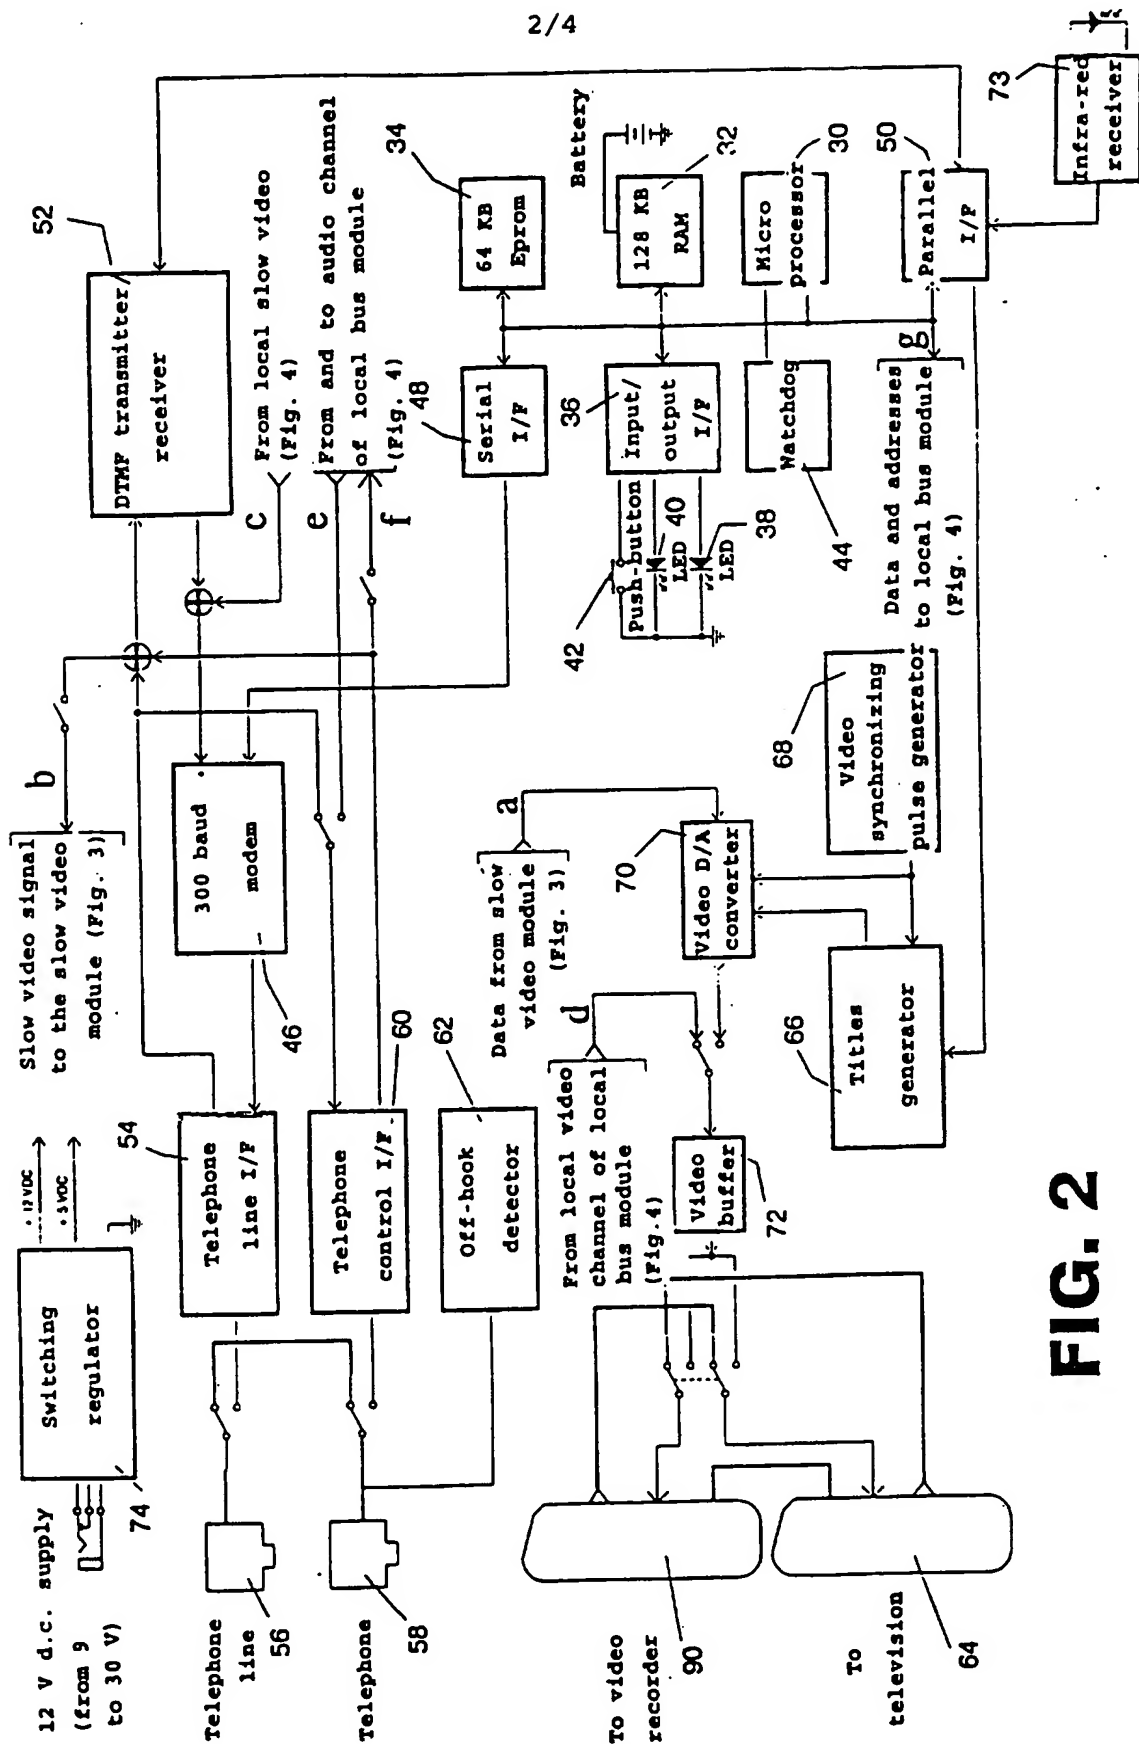 2/4
12 V d.c. supply
(from 9
to 30 V)
74
Switching
regulator
+12VDC
+5VDC
Slow video signal
to the slow video
module (Fig. 3)
b
52
DTMF transmitter/
receiver
Telephone
line
56
Telephone
line I/F
54
300 baud
modem
46
c
From local slow video
(Fig. 4)
e
From and to audio channel
of local bus module
(Fig. 4)
f
Telephone
58
Telephone
control I/F
60
Off-hook
detector
62
48
Serial
I/F
34
64 KB
Eprom
Data from slow
video module
(Fig. 3)
a
From local video
channel of local
bus module
(Fig.4)
d
42
Push-button
LED
40
LED
38
36
Input/
output
I/F
Battery
128 KB
RAM
32
To video
recorder
90
Video
buffer
72
70
Video D/A
converter
44
Watchdog
Micro
processor
30
68
Video
synchronizing
pulse generator
66
Titles
generator
Data and addresses
to local bus module
(Fig. 4)
g
Parallel
I/F
50
To
television
64
73
Infra-red
receiver
FIG. 2